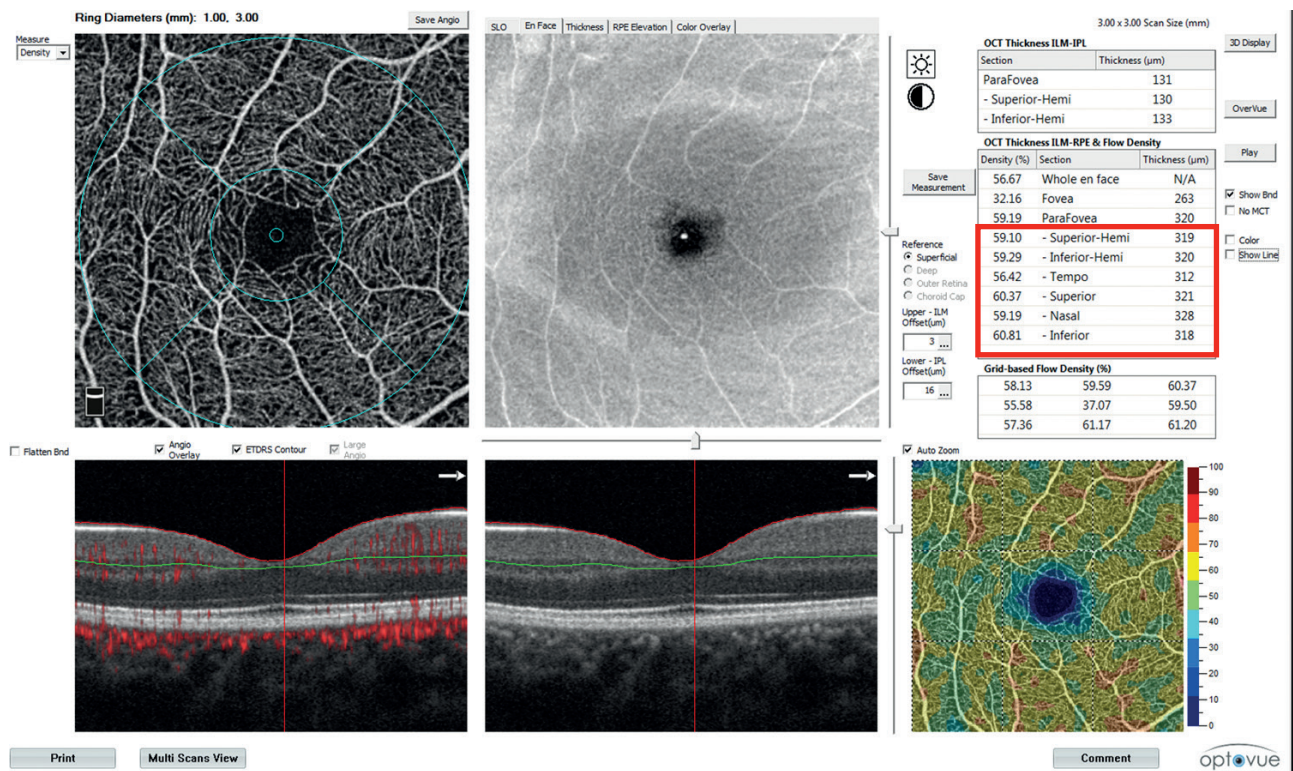 Ring Diameters (mm): 1.00, 3.00
Save Angio
Measure
Density
SLO
En Face
Thickness
RPE Elevation
Color Overlay
3.00 x 3.00 Scan Size (mm)
OCT Thickness ILM-IPL
Section Thickness (µm)
ParaFovea 131
- Superior-Hemi 130
- Inferior-Hemi 133
OCT Thickness ILM-RPE & Flow Density
Density (%) Section Thickness (µm)
56.67 Whole en face N/A
32.16 Fovea 263
59.19 ParaFovea 320
59.10 - Superior-Hemi 319
59.29 - Inferior-Hemi 320
56.42 - Tempo 312
60.37 - Superior 321
59.19 - Nasal 328
60.81 - Inferior 318
Grid-based Flow Density (%)
58.13 59.59 60.37
55.58 37.07 59.50
57.36 61.17 61.20
3D Display
OverVue
Play
Show Bnd
No MCT
Color
Show Line
Save
Measurement
Reference
Superficial
Deep
Outer Retina
Choroid Cap
Upper - ILM
Offset(um)
3 ...
Lower - IPL
Offset(um)
16 ...
Flatten Bnd
Angio
Overlay
ETDRS Contour
Large
Angio
Auto Zoom
100
90
80
70
60
50
40
30
20
10
0
Print
Multi Scans View
Comment
optovue